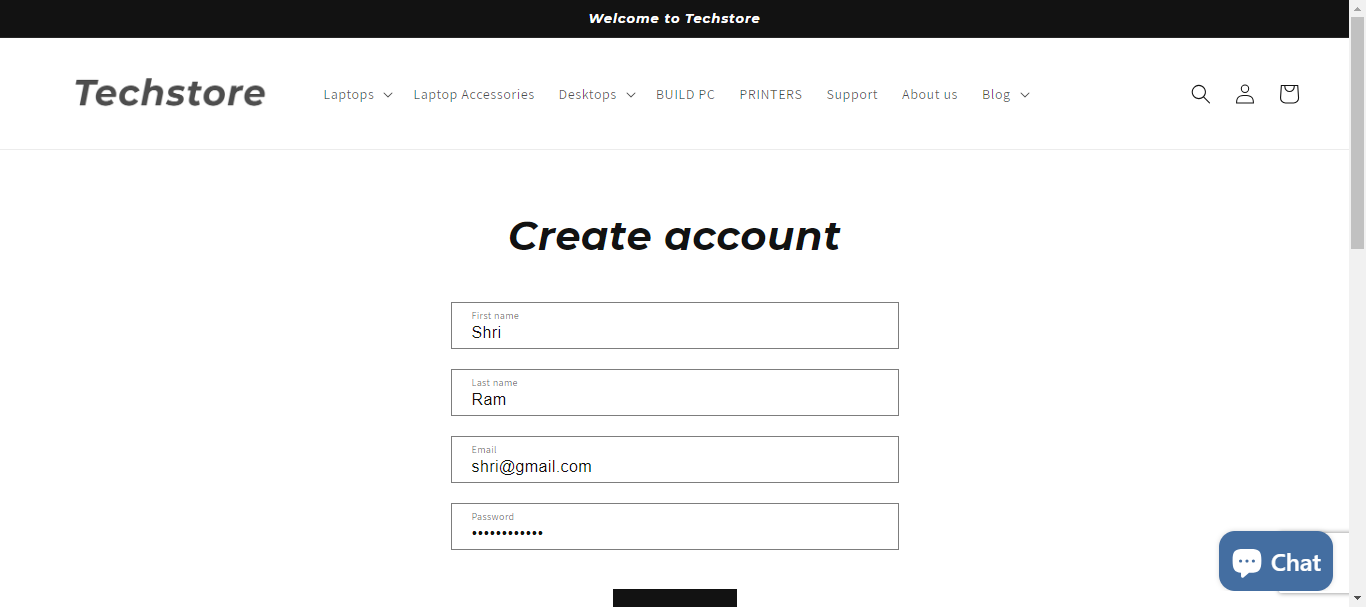 Welcome to Techstore
Techstore
Laptops Laptop Accessories Desktops BUILD PC PRINTERS Support About us Blog
Create account
First name
Shri
Last name
Ram
Email
shri@gmail.com
Password
••••••••••••
Chat